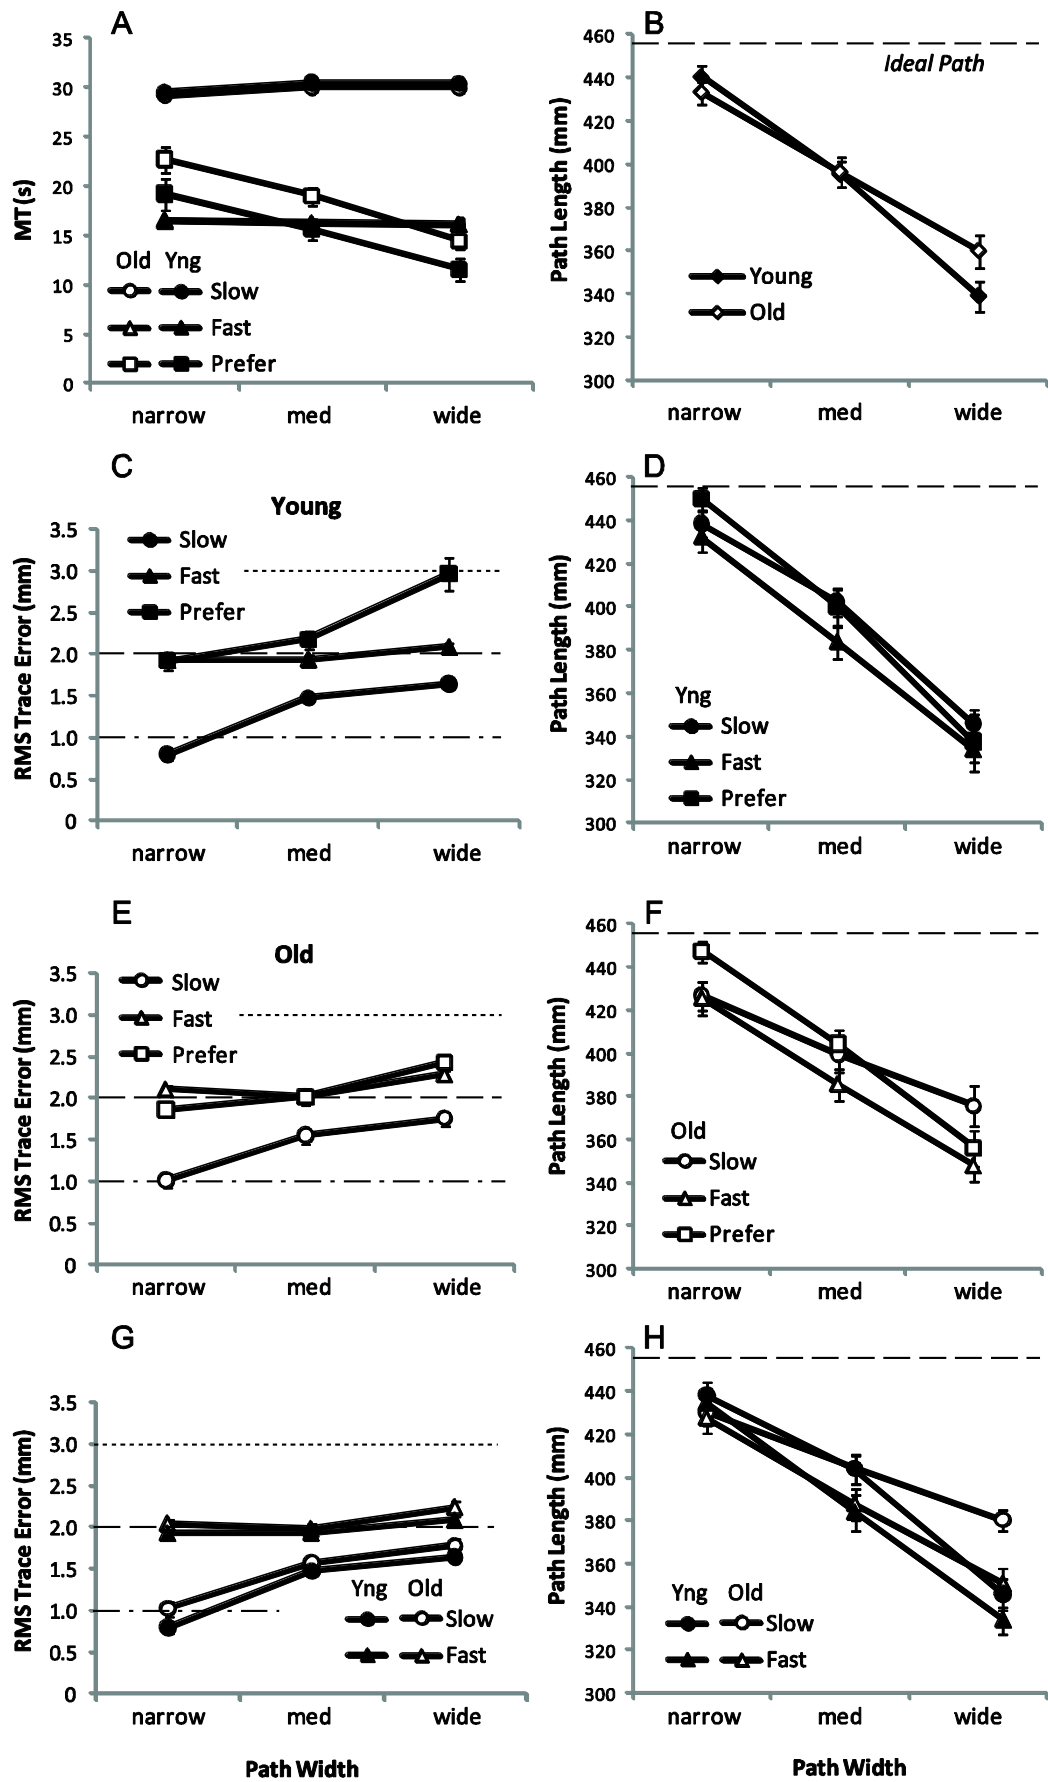 A
35
30
25
20
15
10
5
0
MT(s)
Old Yng
Slow
Fast
Prefer
narrow med wide
B
460
440
420
400
380
360
340
320
300
Path Length (mm)
Ideal Path
Young
Old
narrow med wide
C
Young
3.5
3.0
2.5
2.0
1.5
1.0
0.5
0
RMS Trace Error (mm)
Slow
Fast
Prefer
narrow med wide
D
460
440
420
400
380
360
340
320
300
Path Length (mm)
Yng
Slow
Fast
Prefer
narrow med wide
E
Old
3.5
3.0
2.5
2.0
1.5
1.0
0.5
0
RMS Trace Error (mm)
Slow
Fast
Prefer
narrow med wide
F
460
440
420
400
380
360
340
320
300
Path Length (mm)
Old
Slow
Fast
Prefer
narrow med wide
G
3.5
3.0
2.5
2.0
1.5
1.0
0.5
0
RMS Trace Error (mm)
Yng Old
Slow
Fast
narrow med wide
Path Width
H
460
440
420
400
380
360
340
320
300
Path Length (mm)
Yng Old
Slow
Fast
narrow med wide
Path Width